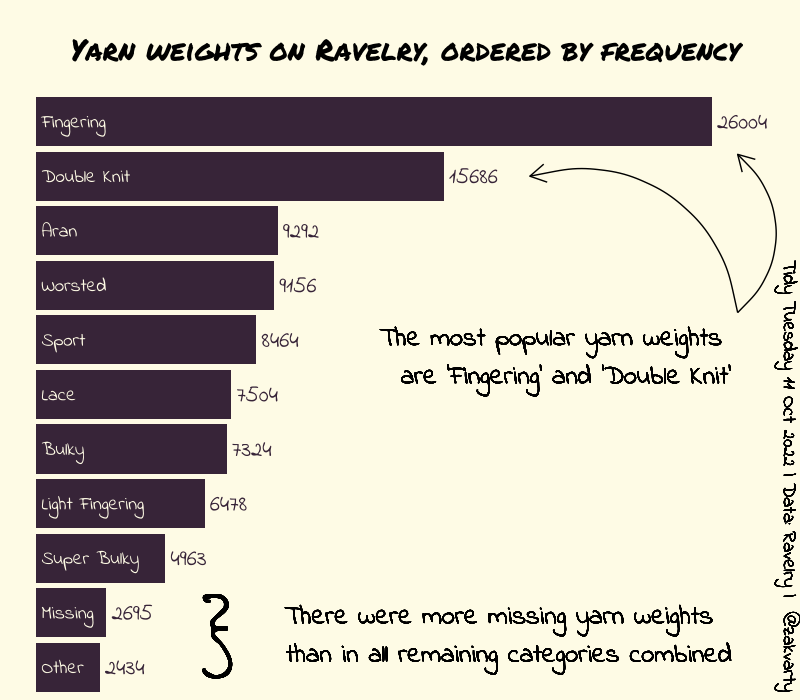 Yarn weights on Ravelry, ordered by frequency
Fingering 26004
Double Knit 15686
Aran 9292
Worsted 9156
Sport 8464
The most popular yarn weights
are 'Fingering' and 'Double Knit'
Lace 7504
Bulky 7324
Light Fingering 6478
Super Bulky 4963
Missing 2695
Other 2434
There were more missing yarn weights
than in all remaining categories combined
Tidy Tuesday 11 Oct 2022 | Data: Ravelry | @zakvarty